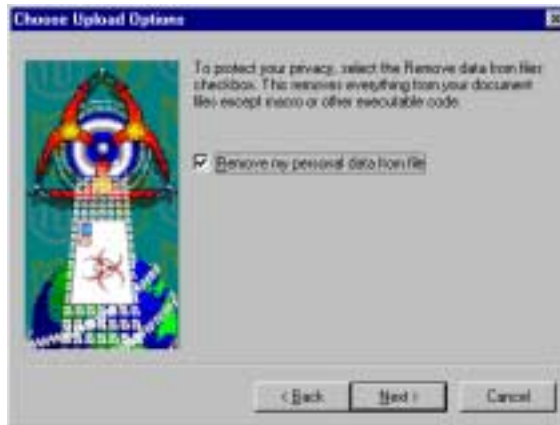 Choose Upload Options
To protect your privacy, select the Remove data from files
checkbox. This removes everything from your document
files except macro or other executable code.
Remove my personal data from file
< Back
Next >
Cancel